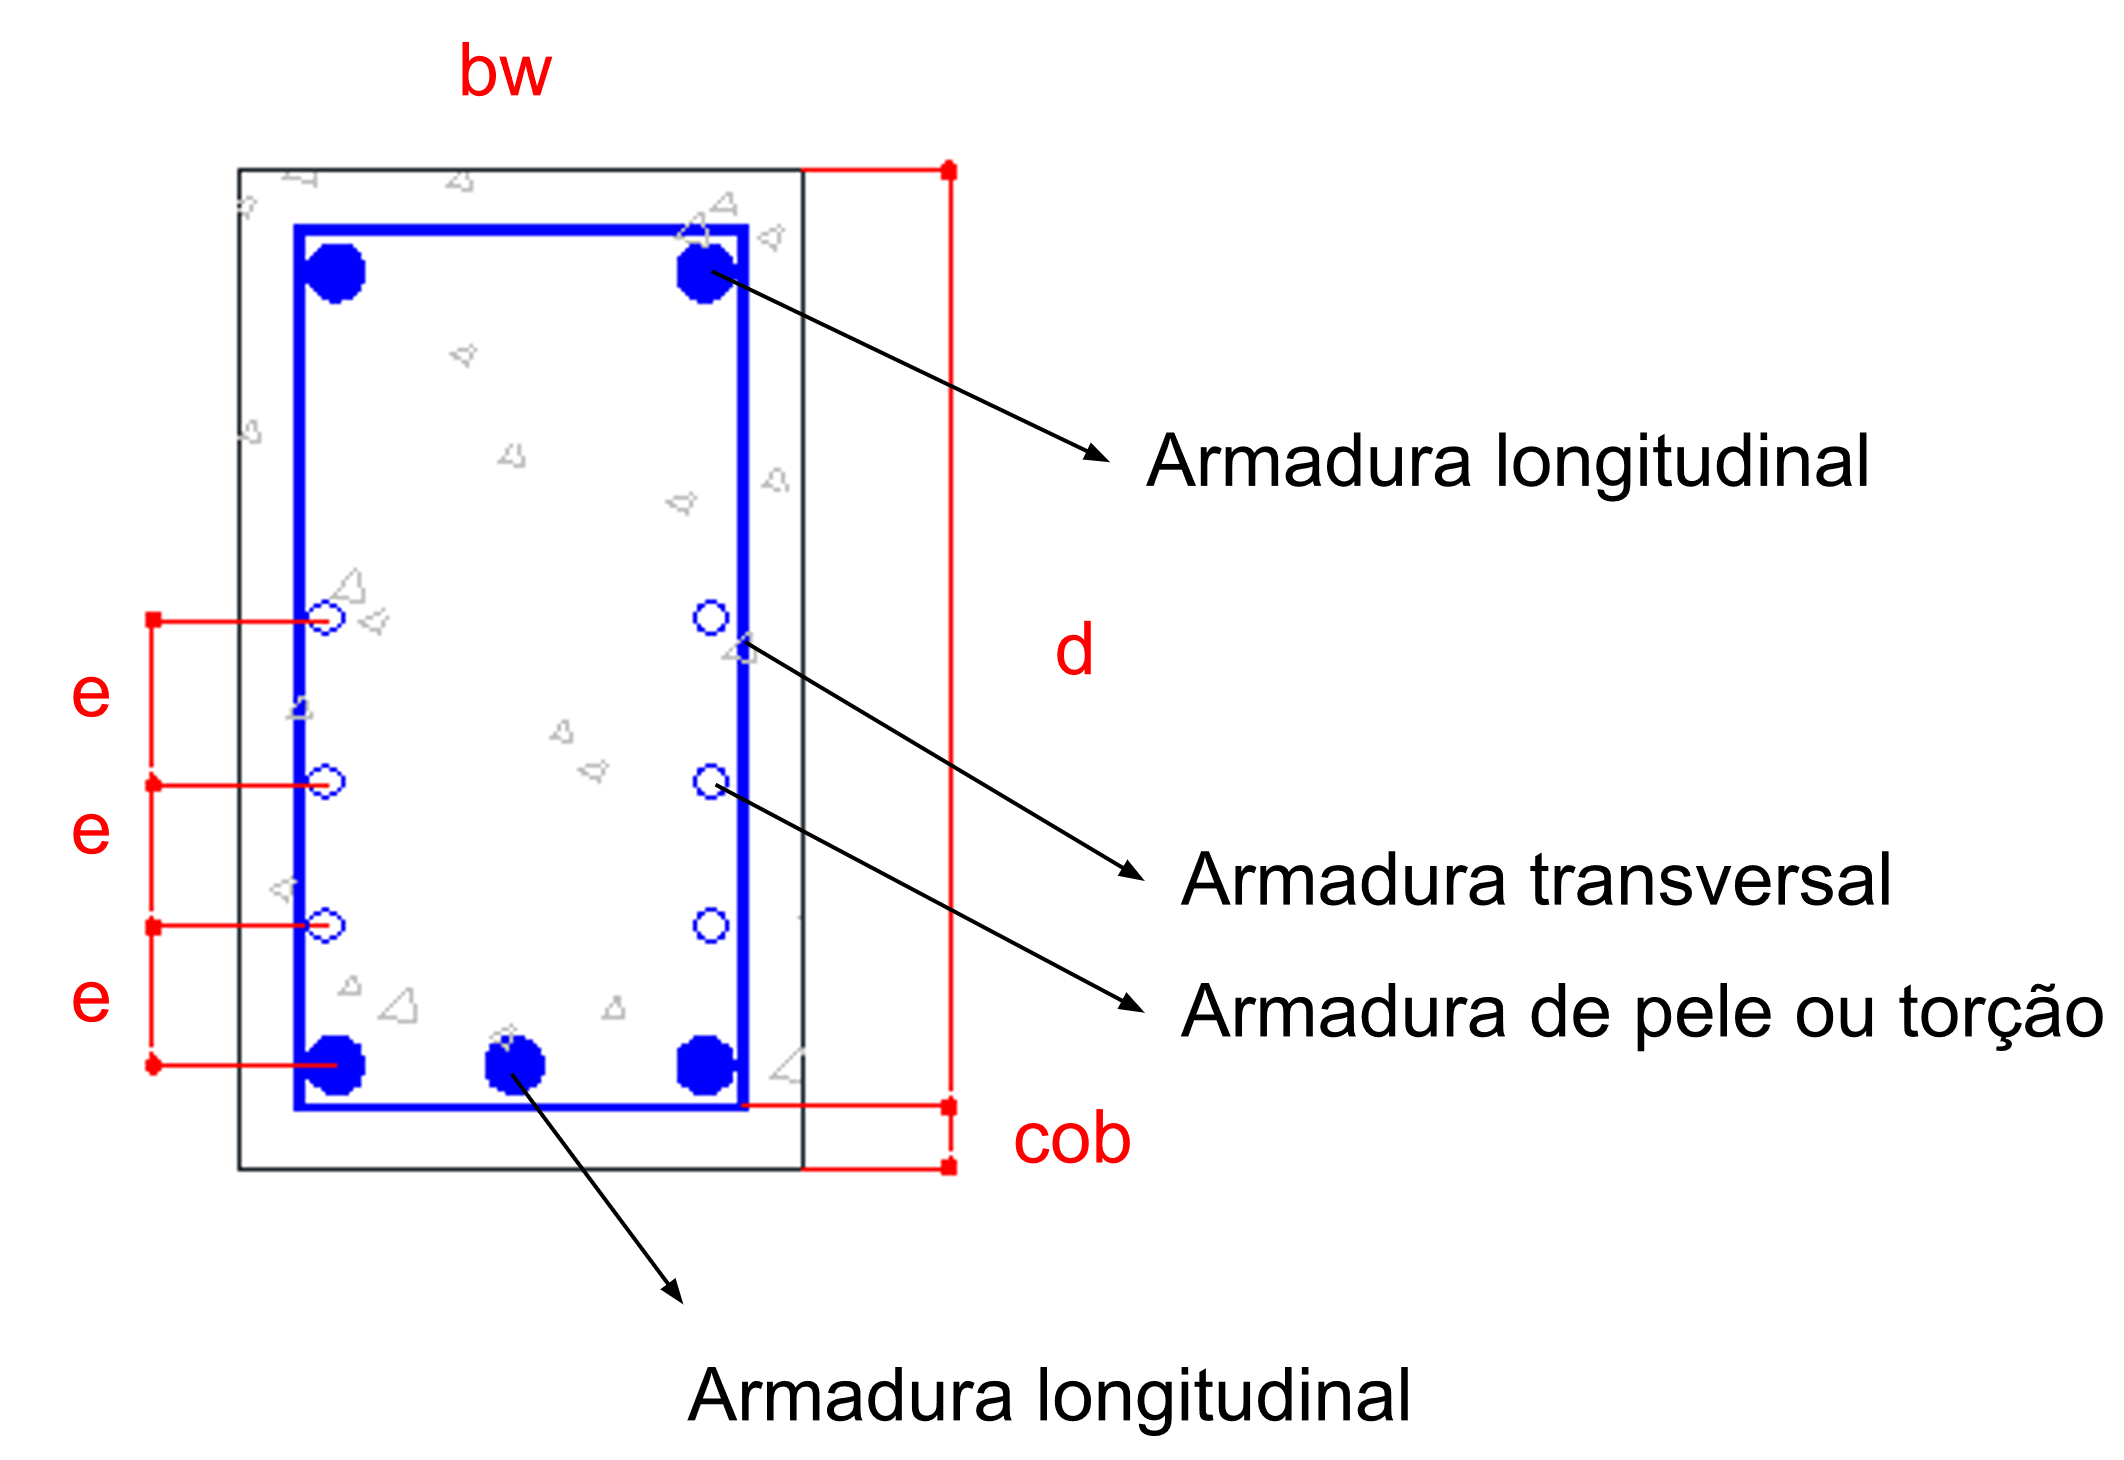 bw
Armadura longitudinal
d
e
e
Armadura transversal
e
Armadura de pele ou torção
cob
Armadura longitudinal